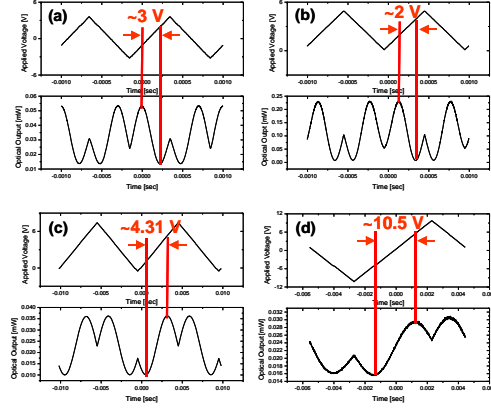 (a)
~3 V
Applied Voltage [V]
6
0
-6
-0.0010 -0.0005 0.0000 0.0005 0.0010
Time [sec]
Optical Output [mW]
0.06
0.05
0.04
0.03
0.02
0.01
-0.0010 -0.0005 0.0000 0.0005 0.0010
Time [sec]
(b)
~2 V
Applied Voltage [V]
5
0
-0.0010 -0.0005 0.0000 0.0005 0.0010
Time [sec]
Optical Output [mW]
0.25
0.20
0.15
0.10
0.05
0.00
-0.0010 -0.0005 0.0000 0.0005 0.0010
Time [sec]
(c)
~4.31 V
Applied Voltage [V]
6
0
-0.010 -0.005 0.000 0.005 0.010
Time [sec]
Optical Output [mW]
0.040
0.035
0.030
0.025
0.020
0.015
0.010
-0.010 -0.005 0.000 0.005 0.010
Time [sec]
(d)
~10.5 V
Applied Voltage [V]
12
6
0
-6
-12
-0.006 -0.004 -0.002 0.000 0.002 0.004 0.006
Time [sec]
Optical Output [mW]
0.032
0.030
0.028
0.026
0.024
0.022
0.020
0.018
0.016
0.014
-0.006 -0.004 -0.002 0.000 0.002 0.004 0.006
Time [sec]